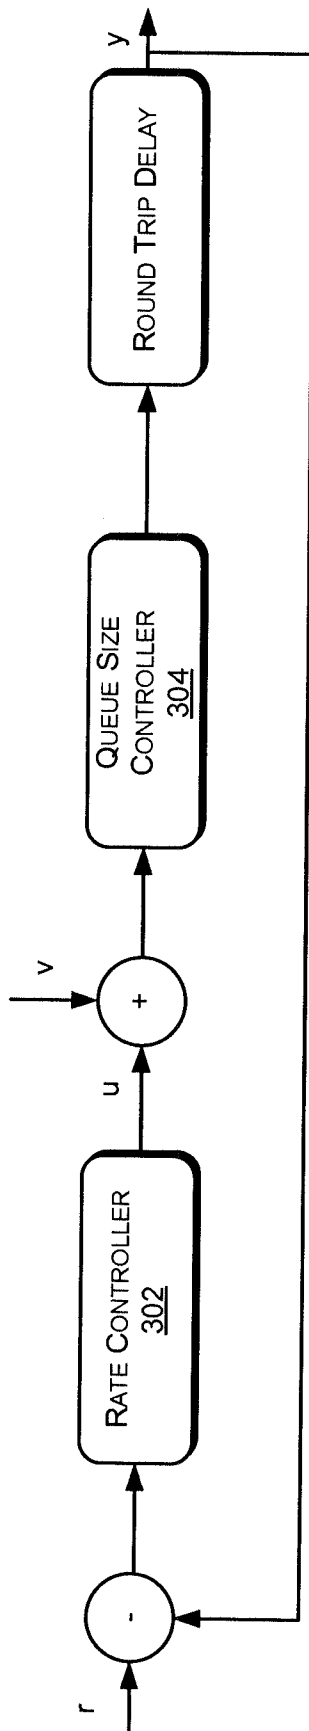 r
-
RATE CONTROLLER
302
u
+
v
QUEUE SIZE
CONTROLLER
304
ROUND TRIP DELAY
y